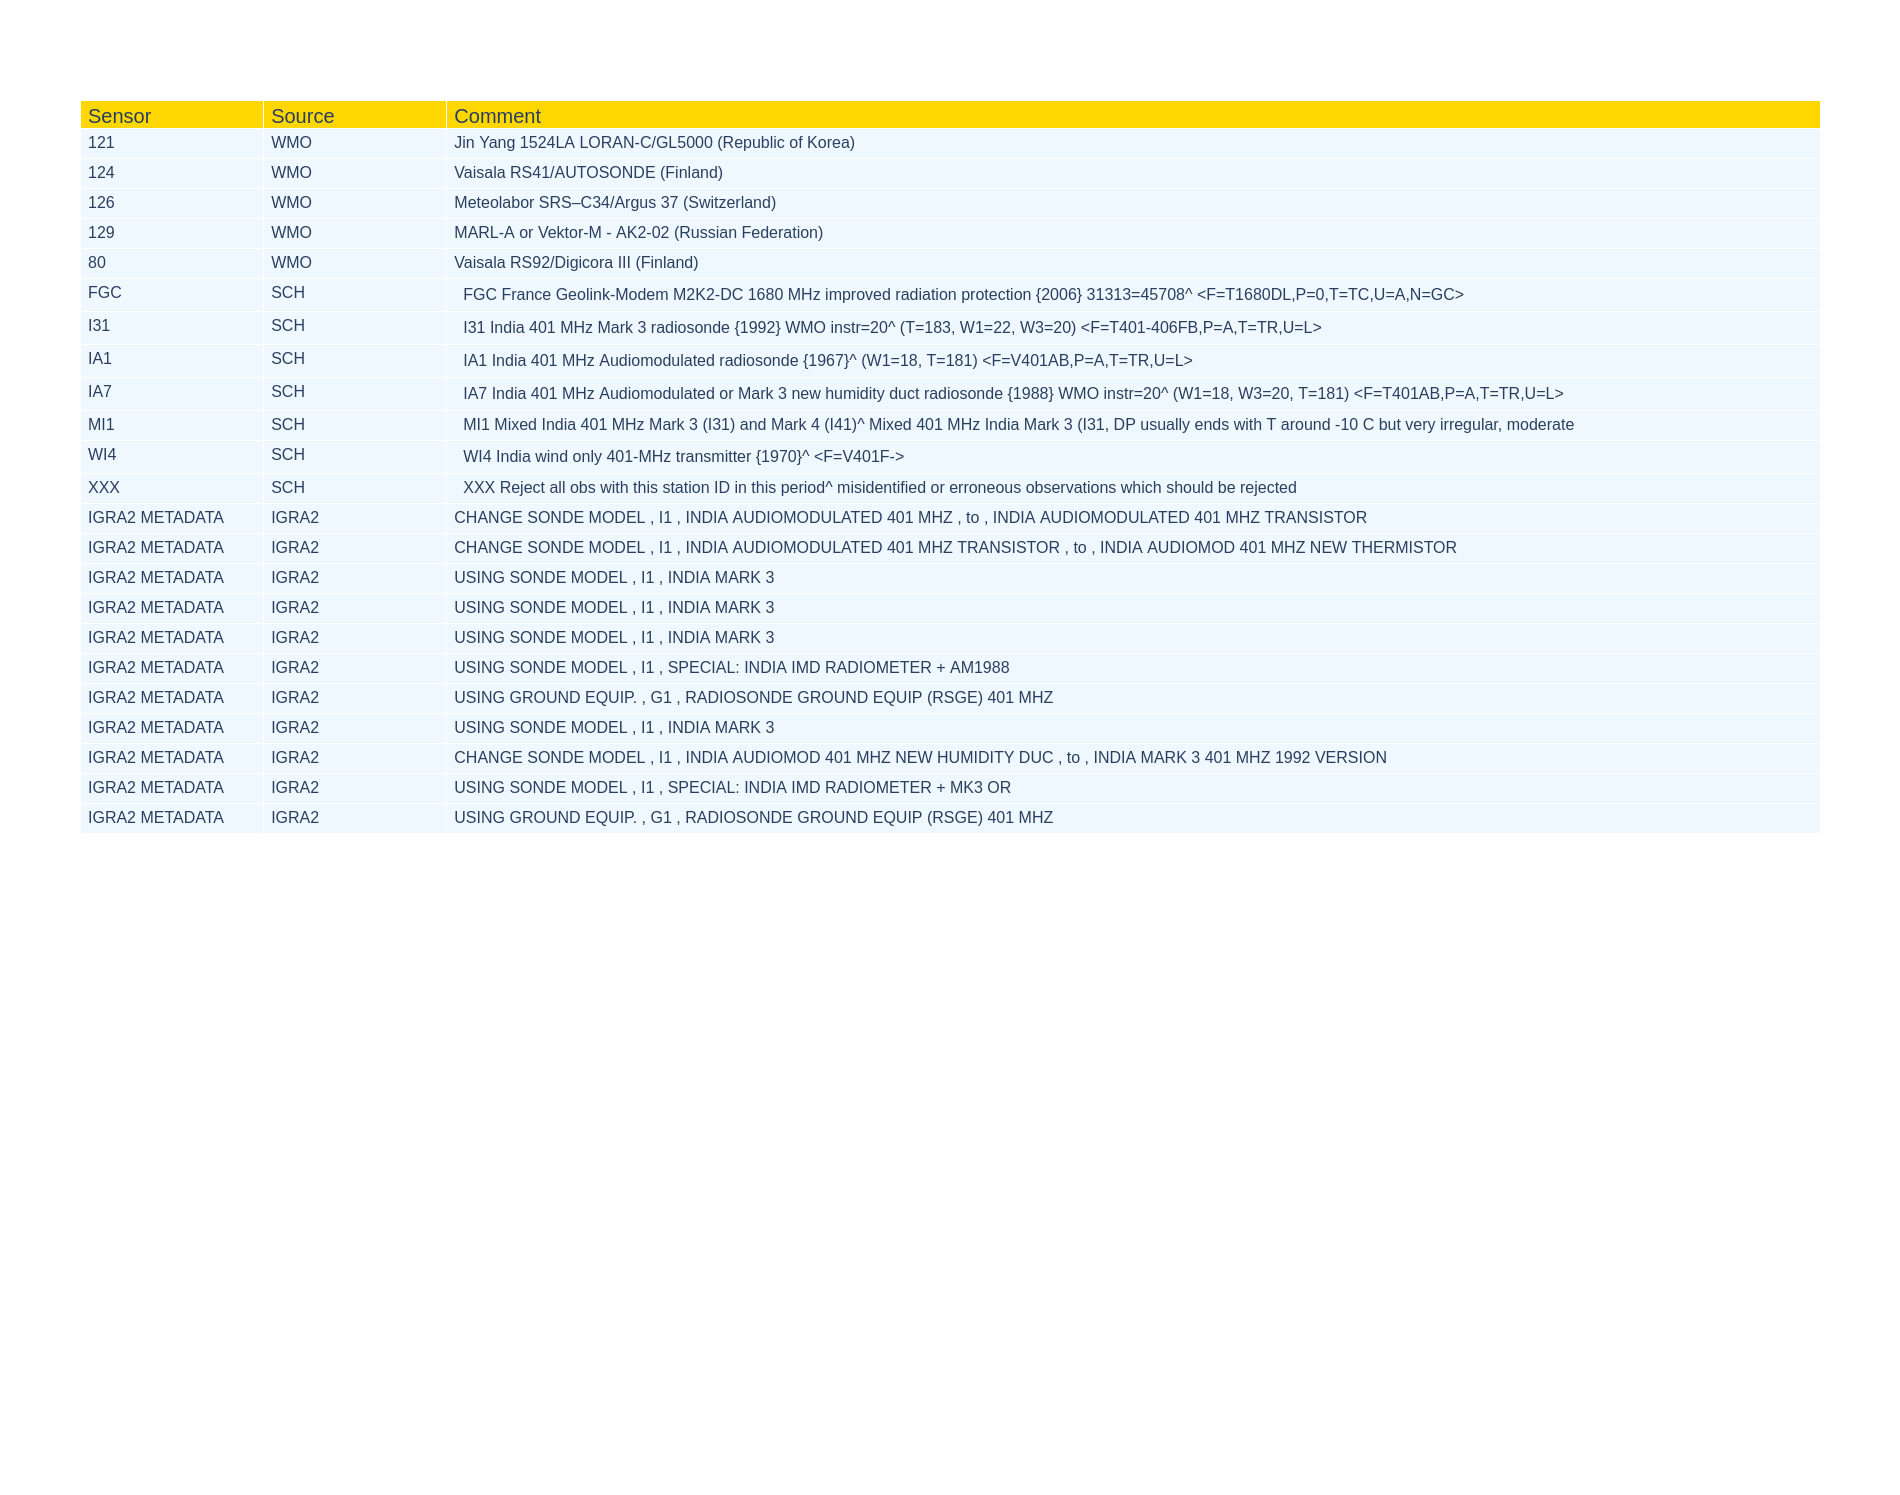 Sensor Source Comment
121 WMO Jin Yang 1524LA LORAN-C/GL5000 (Republic of Korea)
124 WMO Vaisala RS41/AUTOSONDE (Finland)
126 WMO Meteolabor SRS–C34/Argus 37 (Switzerland)
129 WMO MARL-A or Vektor-M - AK2-02 (Russian Federation)
80 WMO Vaisala RS92/Digicora III (Finland)
FGC SCH FGC France Geolink-Modem M2K2-DC 1680 MHz improved radiation protection {2006} 31313=45708^ <F=T1680DL,P=0,T=TC,U=A,N=GC>
I31 SCH I31 India 401 MHz Mark 3 radiosonde {1992} WMO instr=20^ (T=183, W1=22, W3=20) <F=T401-406FB,P=A,T=TR,U=L>
IA1 SCH IA1 India 401 MHz Audiomodulated radiosonde {1967}^ (W1=18, T=181) <F=V401AB,P=A,T=TR,U=L>
IA7 SCH IA7 India 401 MHz Audiomodulated or Mark 3 new humidity duct radiosonde {1988} WMO instr=20^ (W1=18, W3=20, T=181) <F=T401AB,P=A,T=TR,U=L>
MI1 SCH MI1 Mixed India 401 MHz Mark 3 (I31) and Mark 4 (I41)^ Mixed 401 MHz India Mark 3 (I31, DP usually ends with T around -10 C but very irregular, moderate
WI4 SCH WI4 India wind only 401-MHz transmitter {1970}^ <F=V401F->
XXX SCH XXX Reject all obs with this station ID in this period^ misidentified or erroneous observations which should be rejected
IGRA2 METADATA IGRA2 CHANGE SONDE MODEL , I1 , INDIA AUDIOMODULATED 401 MHZ , to , INDIA AUDIOMODULATED 401 MHZ TRANSISTOR
IGRA2 METADATA IGRA2 CHANGE SONDE MODEL , I1 , INDIA AUDIOMODULATED 401 MHZ TRANSISTOR , to , INDIA AUDIOMOD 401 MHZ NEW THERMISTOR
IGRA2 METADATA IGRA2 USING SONDE MODEL , I1 , INDIA MARK 3
IGRA2 METADATA IGRA2 USING SONDE MODEL , I1 , INDIA MARK 3
IGRA2 METADATA IGRA2 USING SONDE MODEL , I1 , INDIA MARK 3
IGRA2 METADATA IGRA2 USING SONDE MODEL , I1 , SPECIAL: INDIA IMD RADIOMETER + AM1988
IGRA2 METADATA IGRA2 USING GROUND EQUIP. , G1 , RADIOSONDE GROUND EQUIP (RSGE) 401 MHZ
IGRA2 METADATA IGRA2 USING SONDE MODEL , I1 , INDIA MARK 3
IGRA2 METADATA IGRA2 CHANGE SONDE MODEL , I1 , INDIA AUDIOMOD 401 MHZ NEW HUMIDITY DUC , to , INDIA MARK 3 401 MHZ 1992 VERSION
IGRA2 METADATA IGRA2 USING SONDE MODEL , I1 , SPECIAL: INDIA IMD RADIOMETER + MK3 OR
IGRA2 METADATA IGRA2 USING GROUND EQUIP. , G1 , RADIOSONDE GROUND EQUIP (RSGE) 401 MHZ